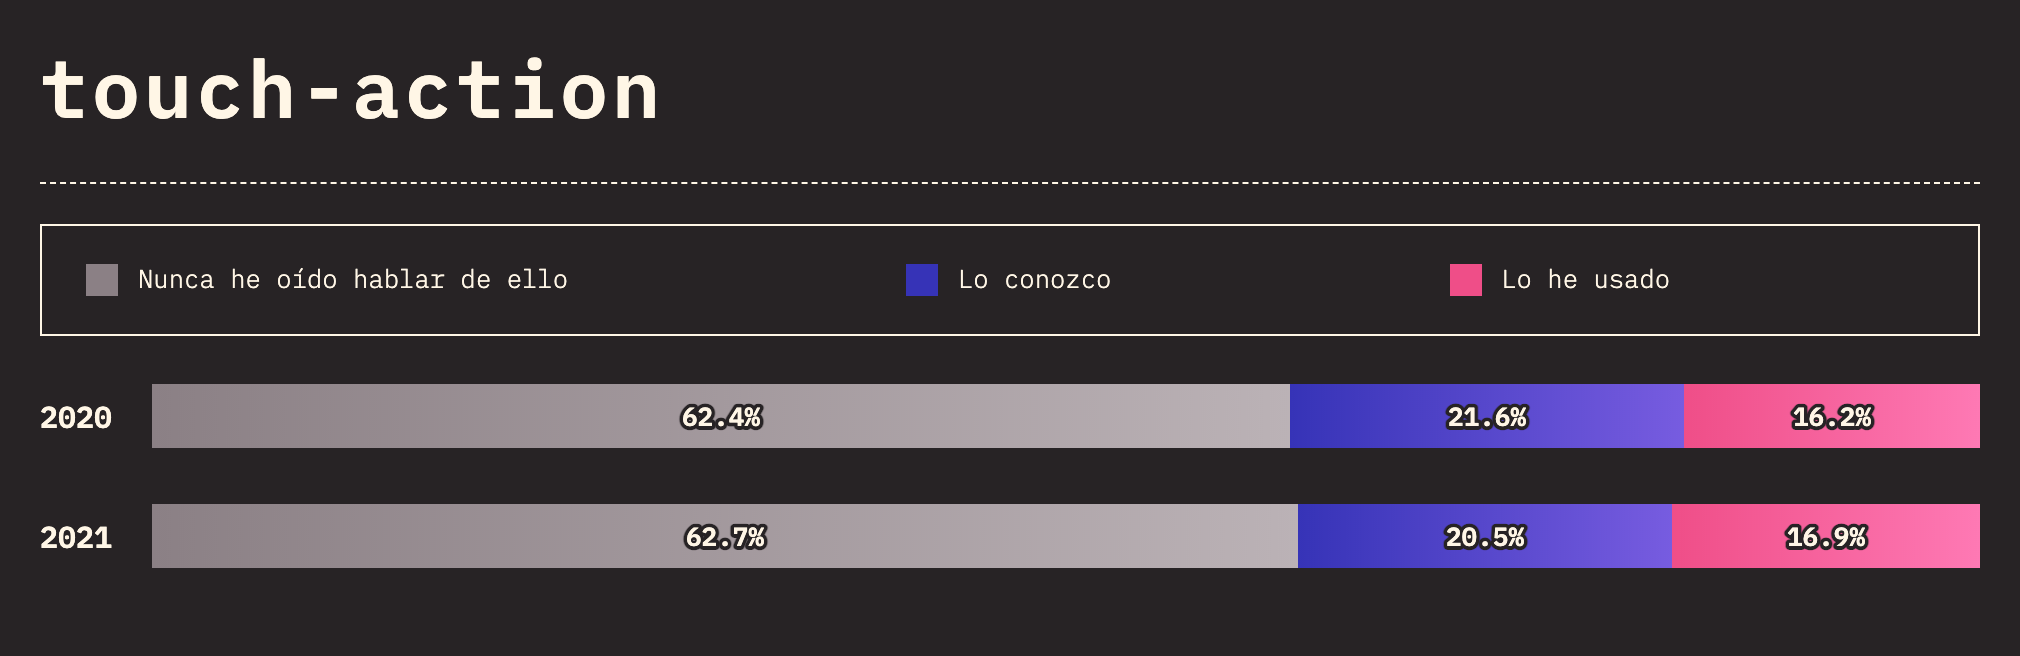 touch-action
Nunca he oído hablar de ello Lo conozco Lo he usado
2020 62.4% 21.6% 16.2%
2021 62.7% 20.5% 16.9%